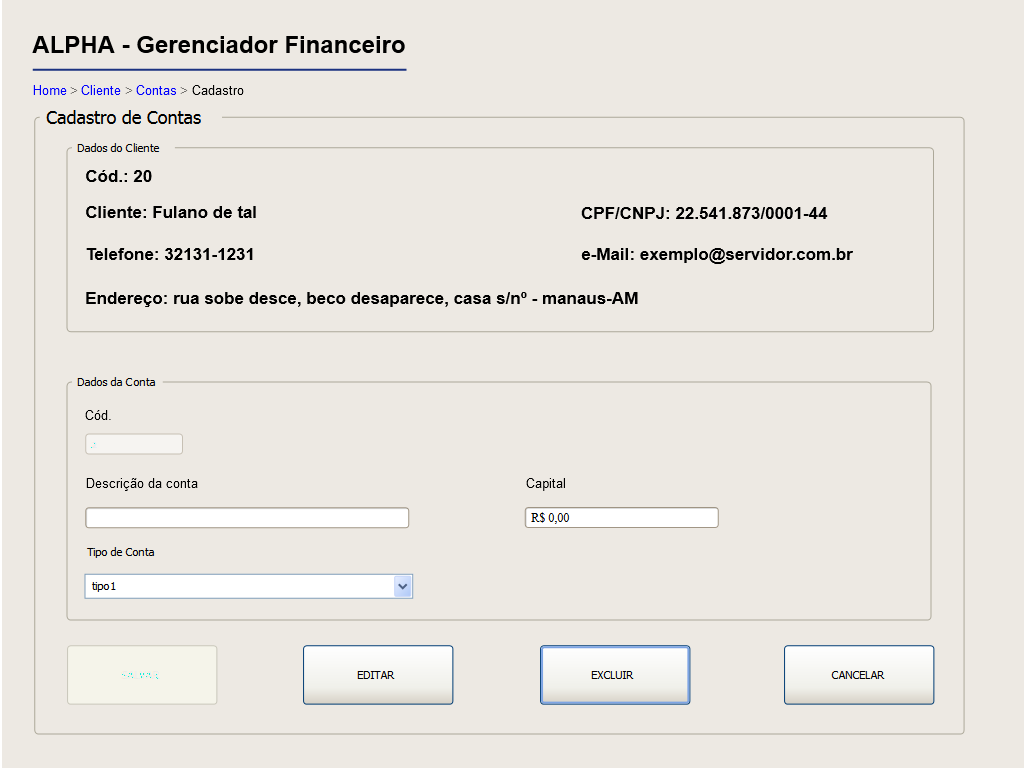 ALPHA - Gerenciador Financeiro
Home > Cliente > Contas > Cadastro
Cadastro de Contas
Dados do Cliente
Cód.: 20
Cliente: Fulano de tal
CPF/CNPJ: 22.541.873/0001-44
Telefone: 32131-1231
e-Mail: exemplo@servidor.com.br
Endereço: rua sobe desce, beco desaparece, casa s/nº - manaus-AM
Dados da Conta
Cód.
Descrição da conta
Capital
R$ 0,00
Tipo de Conta
tipo1
EDITAR
EXCLUIR
CANCELAR